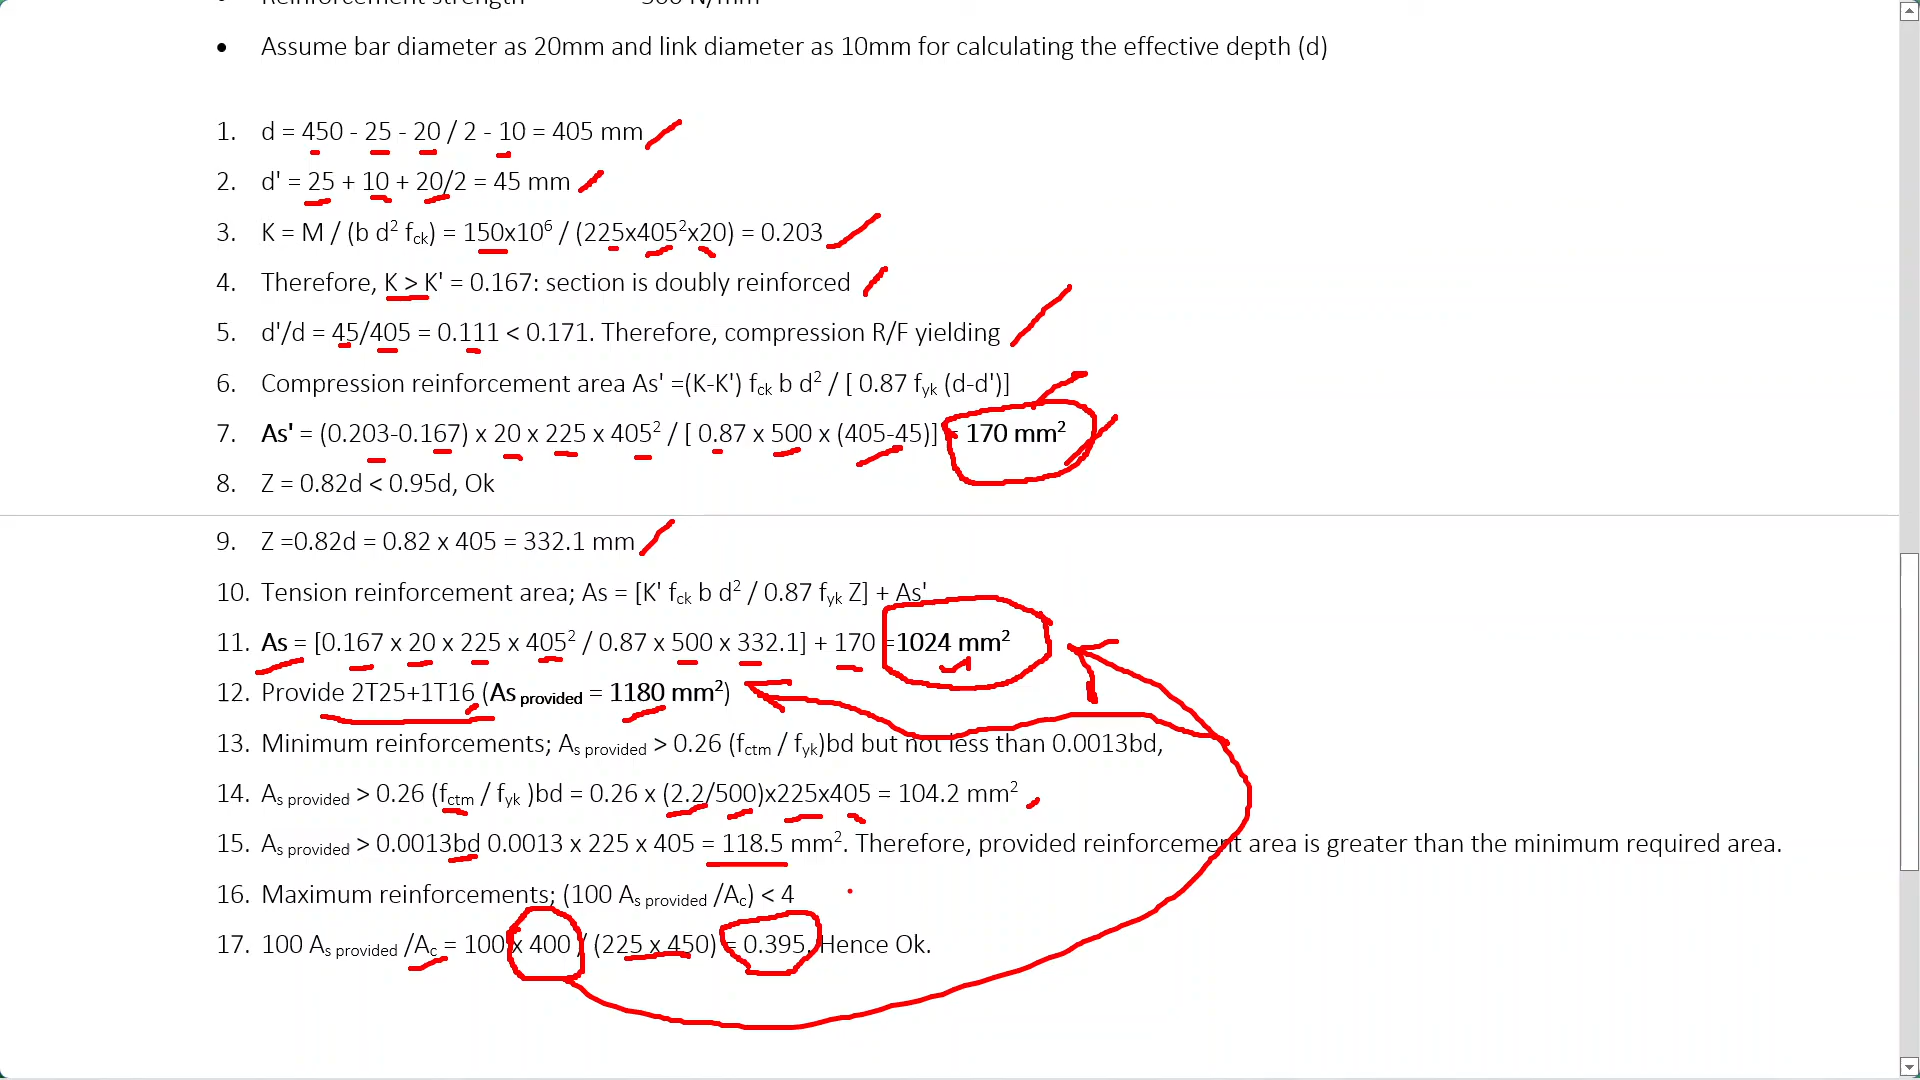 • Assume bar diameter as 20mm and link diameter as 10mm for calculating the effective depth (d)
1. d = 450 - 25 - 20 / 2 - 10 = 405 mm
2. d' = 25 + 10 + 20/2 = 45 mm
3. K = M / (b d² fck) = 150x10⁶ / (225x405²x20) = 0.203
4. Therefore, K > K' = 0.167: section is doubly reinforced
5. d'/d = 45/405 = 0.111 < 0.171. Therefore, compression R/F yielding
6. Compression reinforcement area As' =(K-K') fck b d² / [ 0.87 fyk (d-d')]
7. As' = (0.203-0.167) x 20 x 225 x 405² / [ 0.87 x 500 x (405-45)] = 170 mm²
8. Z = 0.82d < 0.95d, Ok
9. Z =0.82d = 0.82 x 405 = 332.1 mm
10. Tension reinforcement area; As = [K' fck b d² / 0.87 fyk Z] + As'
11. As = [0.167 x 20 x 225 x 405² / 0.87 x 500 x 332.1] + 170 =1024 mm²
12. Provide 2T25+1T16 (As provided = 1180 mm²)
13. Minimum reinforcements; As provided > 0.26 (fctm / fyk)bd but not less than 0.0013bd,
14. As provided > 0.26 (fctm / fyk )bd = 0.26 x (2.2/500)x225x405 = 104.2 mm²
15. As provided > 0.0013bd 0.0013 x 225 x 405 = 118.5 mm². Therefore, provided reinforcement area is greater than the minimum required area.
16. Maximum reinforcements; (100 As provided /Ac) < 4
17. 100 As provided /Ac = 100 x 400 / (225 x 450) = 0.395, Hence Ok.